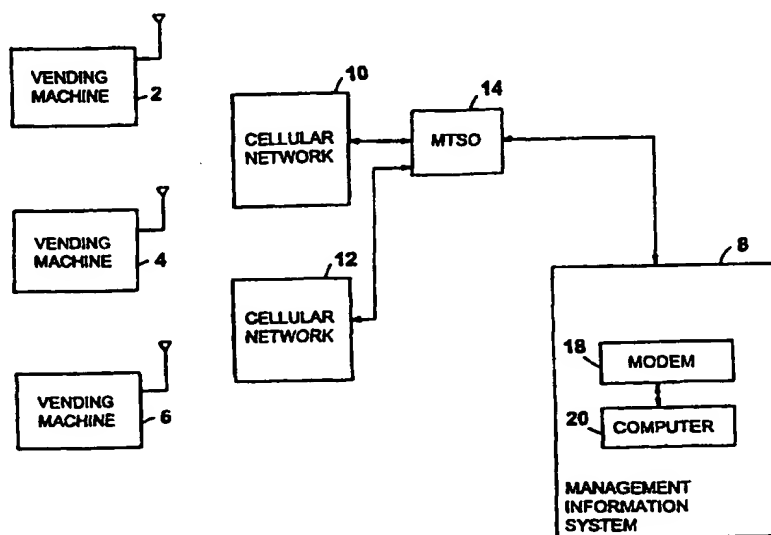 VENDING
MACHINE
2
10
CELLULAR
NETWORK
14
MTSO
VENDING
MACHINE
4
12
CELLULAR
NETWORK
8
VENDING
MACHINE
6
18
MODEM
20
COMPUTER
MANAGEMENT
INFORMATION
SYSTEM